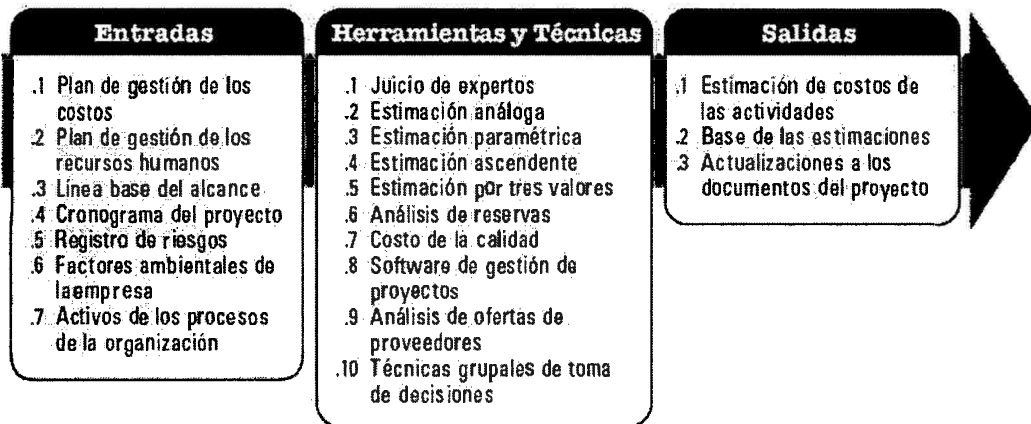 Entradas
.1 Plan de gestión de los
costos
.2 Plan de gestión de los
recursos humanos
.3 Línea base del alcance
.4 Cronograma del proyecto
.5 Registro de riesgos
.6 Factores ambientales de
laempresa
.7 Activos de los procesos
de la organización
Herramientas y Técnicas
.1 Juicio de expertos
.2 Estimación análoga
.3 Estimación paramétrica
.4 Estimación ascendente
.5 Estimación por tres valores
.6 Análisis de reservas
.7 Costo de la calidad
.8 Software de gestión de
proyectos
.9 Análisis de ofertas de
proveedores
.10 Técnicas grupales de toma
de decisiones
Salidas
.1 Estimación de costos de
las actividades
.2 Base de las estimaciones
.3 Actualizaciones a los
documentos del proyecto